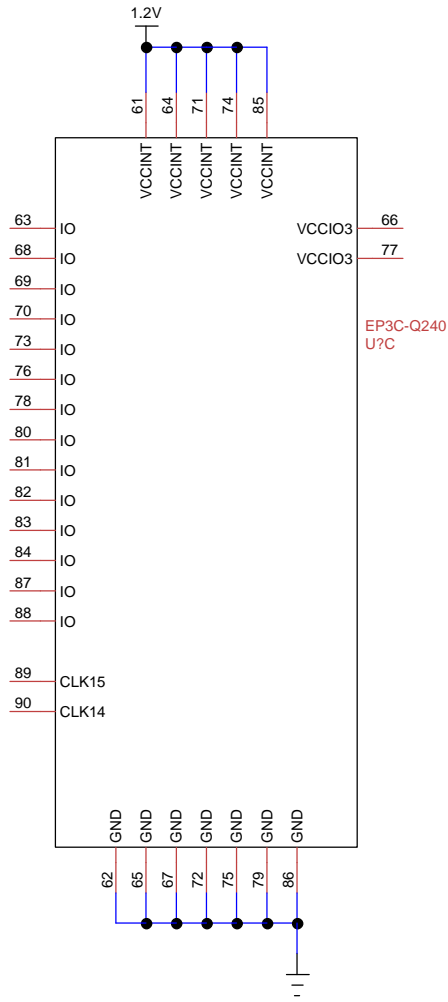 1.2V
61 64 71 74 85
VCCINT VCCINT VCCINT VCCINT VCCINT
63 IO VCCIO3 66
68 IO VCCIO3 77
69 IO
70 IO
EP3C-Q240
73 IO U?C
76 IO
78 IO
80 IO
81 IO
82 IO
83 IO
84 IO
87 IO
88 IO
89 CLK15
90 CLK14
GND GND GND GND GND GND GND
62 65 67 72 75 79 86